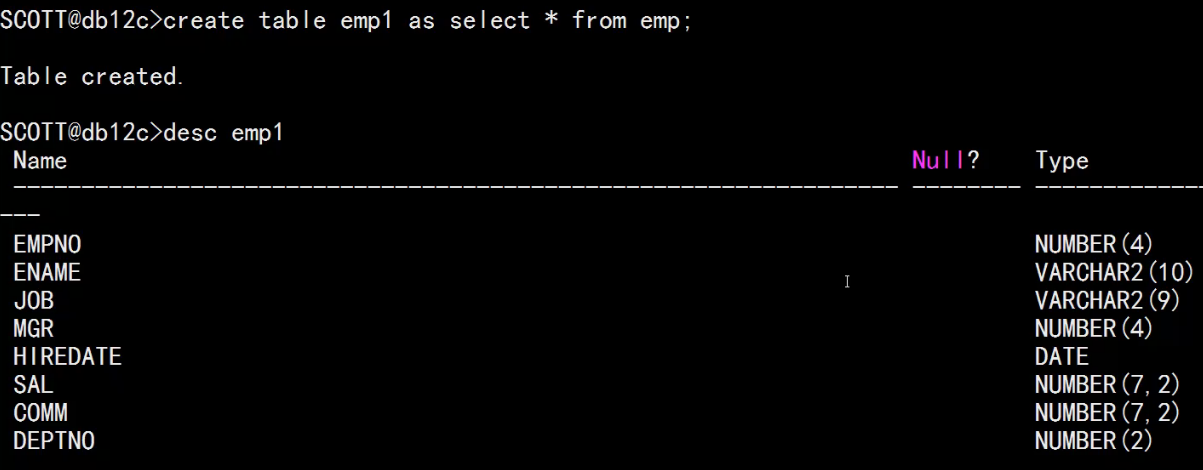 SCOTT@db12c>create table emp1 as select * from emp;
Table created.
SCOTT@db12c>desc emp1
Name Null? Type
----------------------------------------------------------------- -------- ------------
---
EMPNO NUMBER(4)
ENAME VARCHAR2(10)
JOB VARCHAR2(9)
MGR NUMBER(4)
HIREDATE DATE
SAL NUMBER(7,2)
COMM NUMBER(7,2)
DEPTNO NUMBER(2)